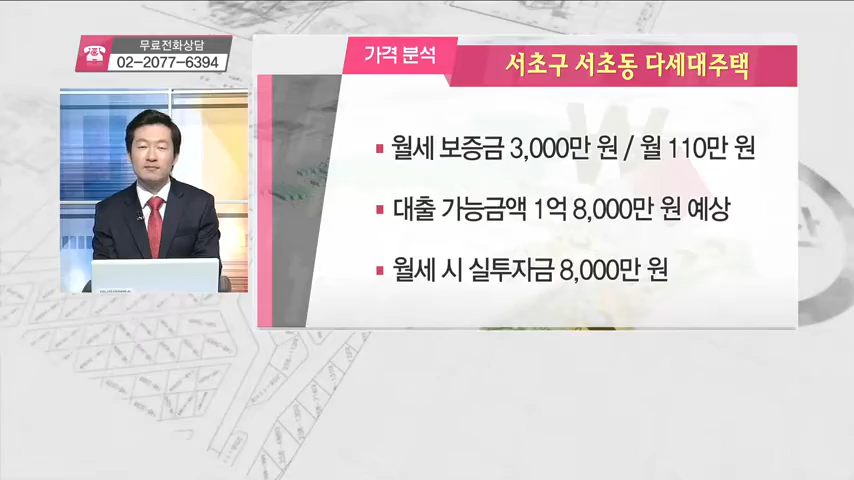 무료전화상담
02-2077-6394
가격 분석
서초구 서초동 다세대주택
월세 보증금 3,000만 원 / 월 110만 원
대출 가능금액 1억 8,000만 원 예상
월세 시 실투자금 8,000만 원